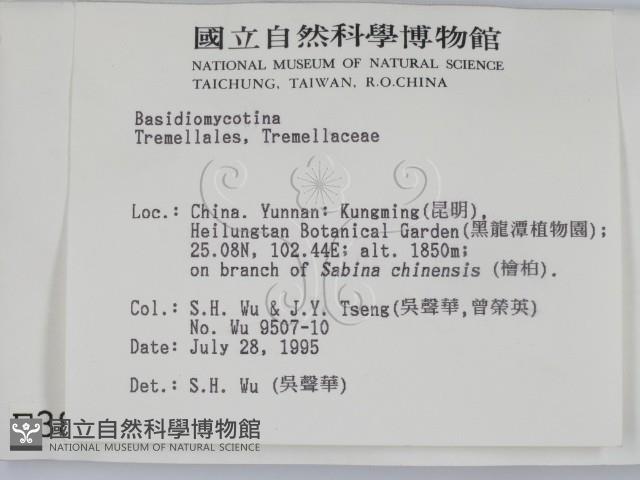 國立自然科學博物館
NATIONAL MUSEUM OF NATURAL SCIENCE
TAICHUNG, TAIWAN, R.O.CHINA
Basidiomycotina
Tremellales, Tremellaceae
Loc.: China. Yunnan: Kungming(昆明),
Heilungtan Botanical Garden(黑龍潭植物園);
25.08N, 102.44E; alt. 1850m;
on branch of Sabina chinensis (檜柏).
Col.: S.H. Wu & J.Y. Tseng(吳聲華,曾榮英)
No. Wu 9507-10
Date: July 28, 1995
Det.: S.H. Wu (吳聲華)
國立自然科學博物館
NATIONAL MUSEUM OF NATURAL SCIENCE